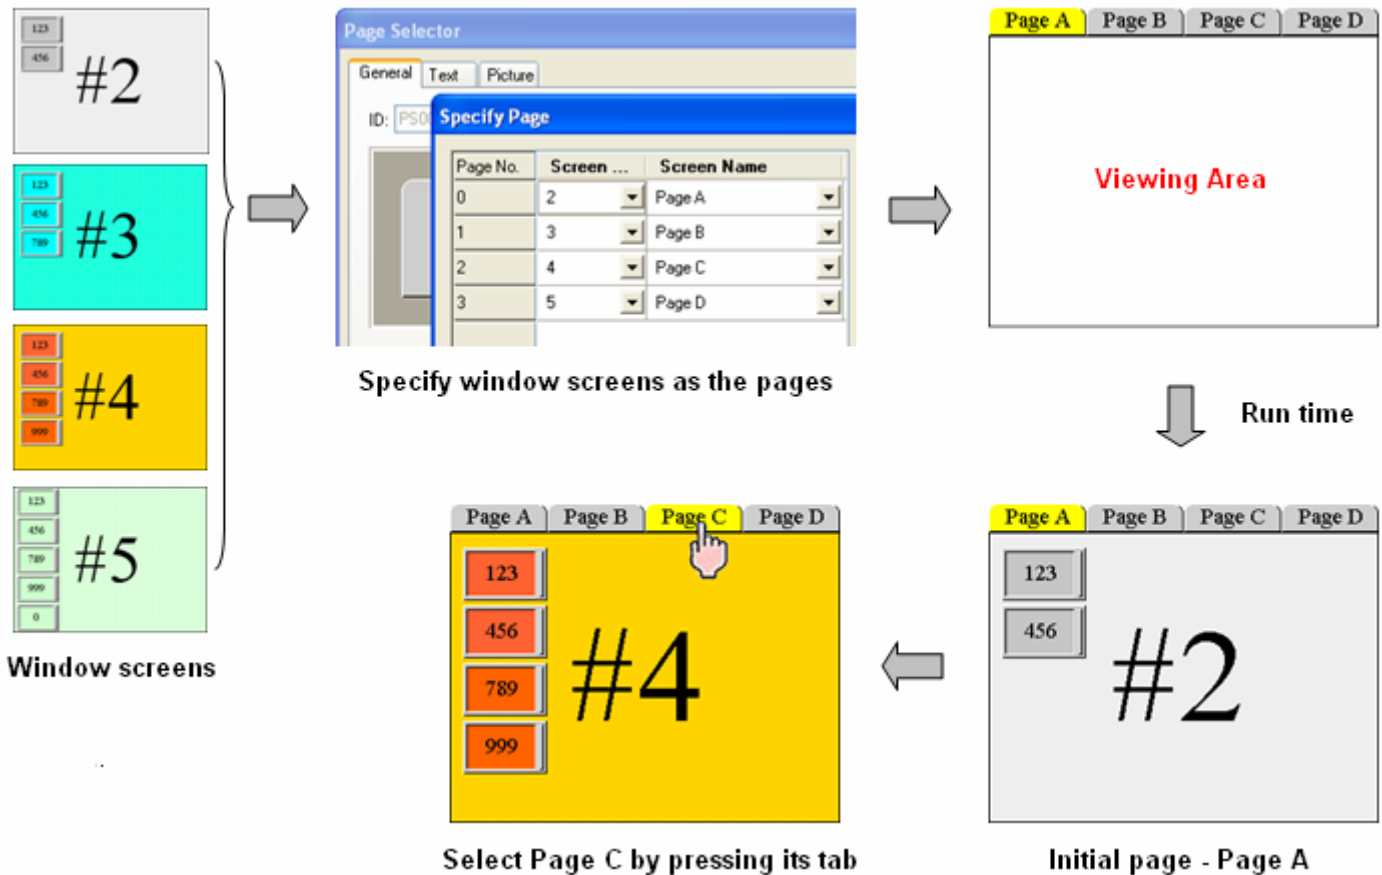 123
456
#2
123
456
789
#3
123
456
789
999
#4
123
456
789
999
0
#5
Window screens
Page Selector
General Text Picture
ID: PS00
Specify Page
Page No. Screen ... Screen Name
0 2 Page A
1 3 Page B
2 4 Page C
3 5 Page D
Specify window screens as the pages
Page A Page B Page C Page D
Viewing Area
Run time
Page A Page B Page C Page D
123
456
#2
Initial page - Page A
Page A Page B Page C Page D
123
456
789
999
#4
Select Page C by pressing its tab